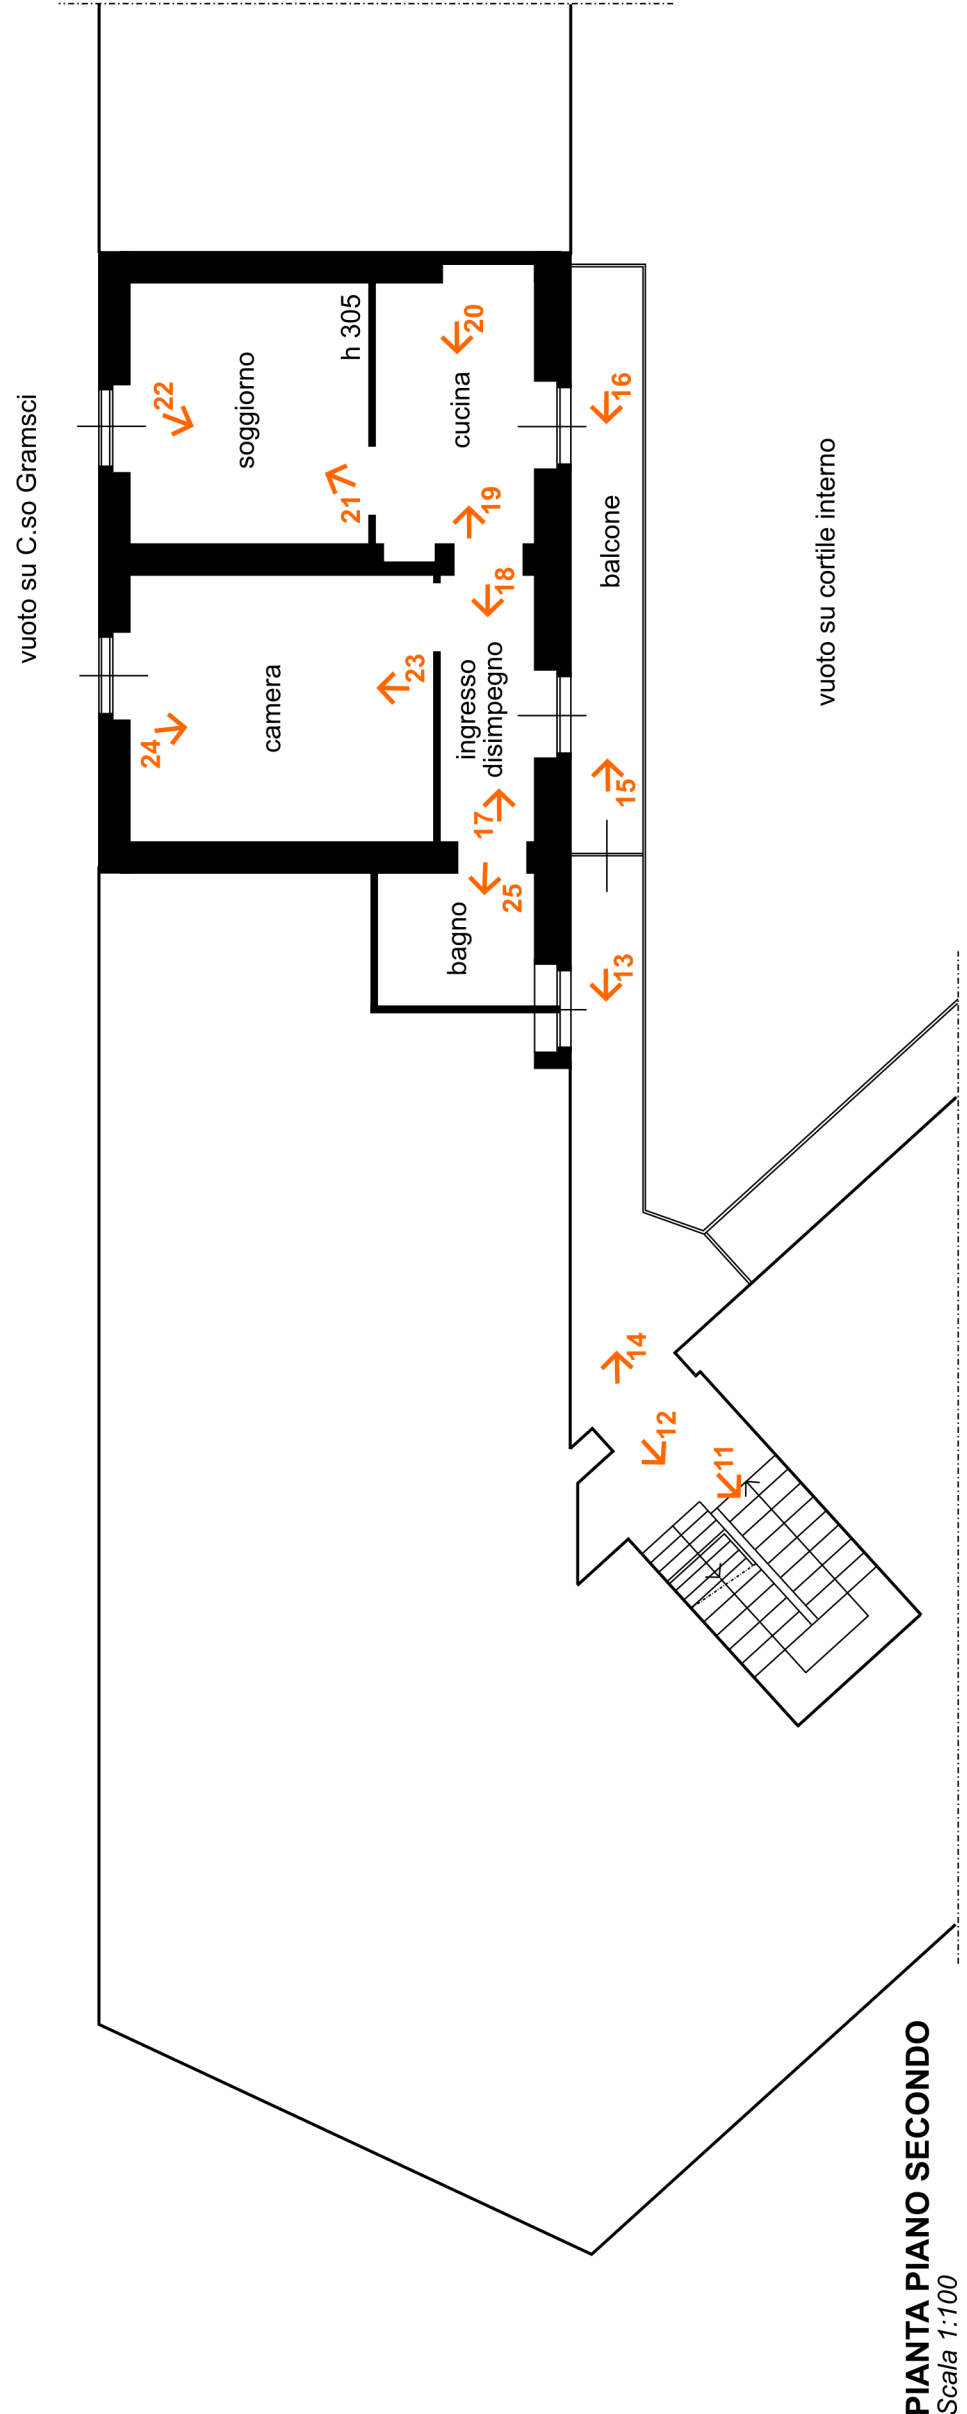 vuoto su C.so Gramsci
22
soggiorno
h 305
21
20
cucina
19
16
balcone
vuoto su cortile interno
24
camera
23
18
ingresso
disimpegno
17
15
25
bagno
13
14
12
11
PIANTA PIANO SECONDO
Scala 1:100